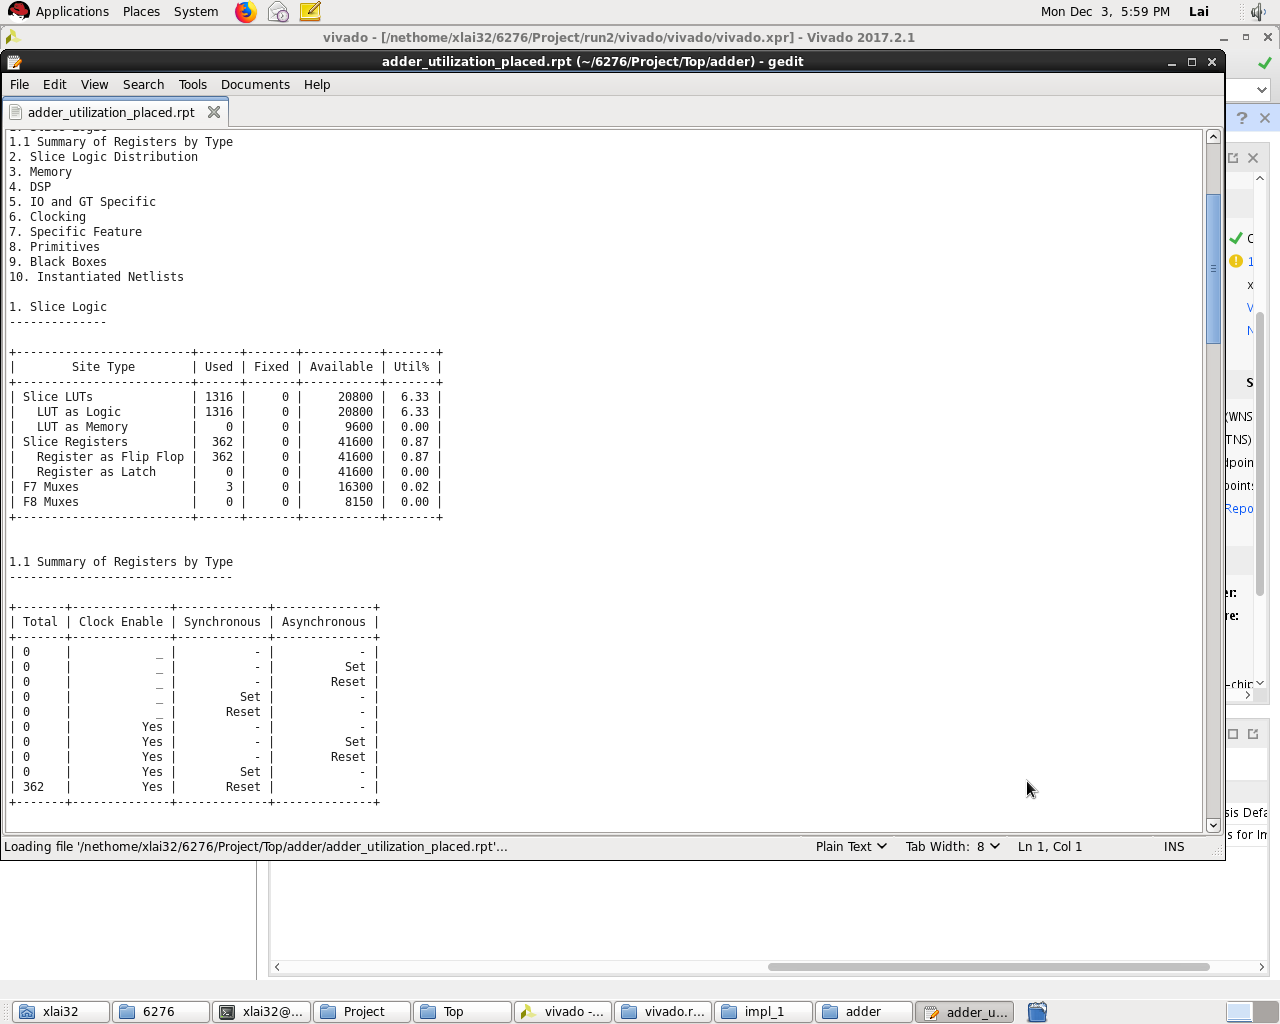 Applications Places System Mon Dec 3, 5:59 PM Lai
vivado - [/nethome/xlai32/6276/Project/run2/vivado/vivado/vivado.xpr] - Vivado 2017.2.1
adder_utilization_placed.rpt (~/6276/Project/Top/adder) - gedit
File Edit View Search Tools Documents Help
adder_utilization_placed.rpt
1.1 Summary of Registers by Type
2. Slice Logic Distribution
3. Memory
4. DSP
5. IO and GT Specific
6. Clocking
7. Specific Feature
8. Primitives
9. Black Boxes
10. Instantiated Netlists
1. Slice Logic
--------------
+------------------------+------+-------+-----------+-------+
|        Site Type       | Used | Fixed | Available | Util% |
+------------------------+------+-------+-----------+-------+
| Slice LUTs             | 1316 |     0 |     20800 |  6.33 |
|   LUT as Logic         | 1316 |     0 |     20800 |  6.33 |
|   LUT as Memory        |    0 |     0 |      9600 |  0.00 |
| Slice Registers        |  362 |     0 |     41600 |  0.87 |
|   Register as Flip Flop |  362 |     0 |     41600 |  0.87 |
|   Register as Latch    |    0 |     0 |     41600 |  0.00 |
| F7 Muxes               |    3 |     0 |     16300 |  0.02 |
| F8 Muxes               |    0 |     0 |      8150 |  0.00 |
+------------------------+------+-------+-----------+-------+
1.1 Summary of Registers by Type
--------------------------------
+-------+--------------+-------------+--------------+
| Total | Clock Enable | Synchronous | Asynchronous |
+-------+--------------+-------------+--------------+
| 0     |            _ |           - |            - |
| 0     |            _ |           - |          Set |
| 0     |            _ |           - |        Reset |
| 0     |            _ |         Set |            - |
| 0     |            _ |       Reset |            - |
| 0     |          Yes |           - |            - |
| 0     |          Yes |           - |          Set |
| 0     |          Yes |           - |        Reset |
| 0     |          Yes |         Set |            - |
| 362   |          Yes |       Reset |            - |
+-------+--------------+-------------+--------------+
Loading file '/nethome/xlai32/6276/Project/Top/adder/adder_utilization_placed.rpt'... Plain Text Tab Width: 8 Ln 1, Col 1 INS
1
x
V
S
(WNS
TNS)
Repo
xlai32 6276 xlai32@... Project Top vivado -... vivado.r... impl_1 adder adder_u...